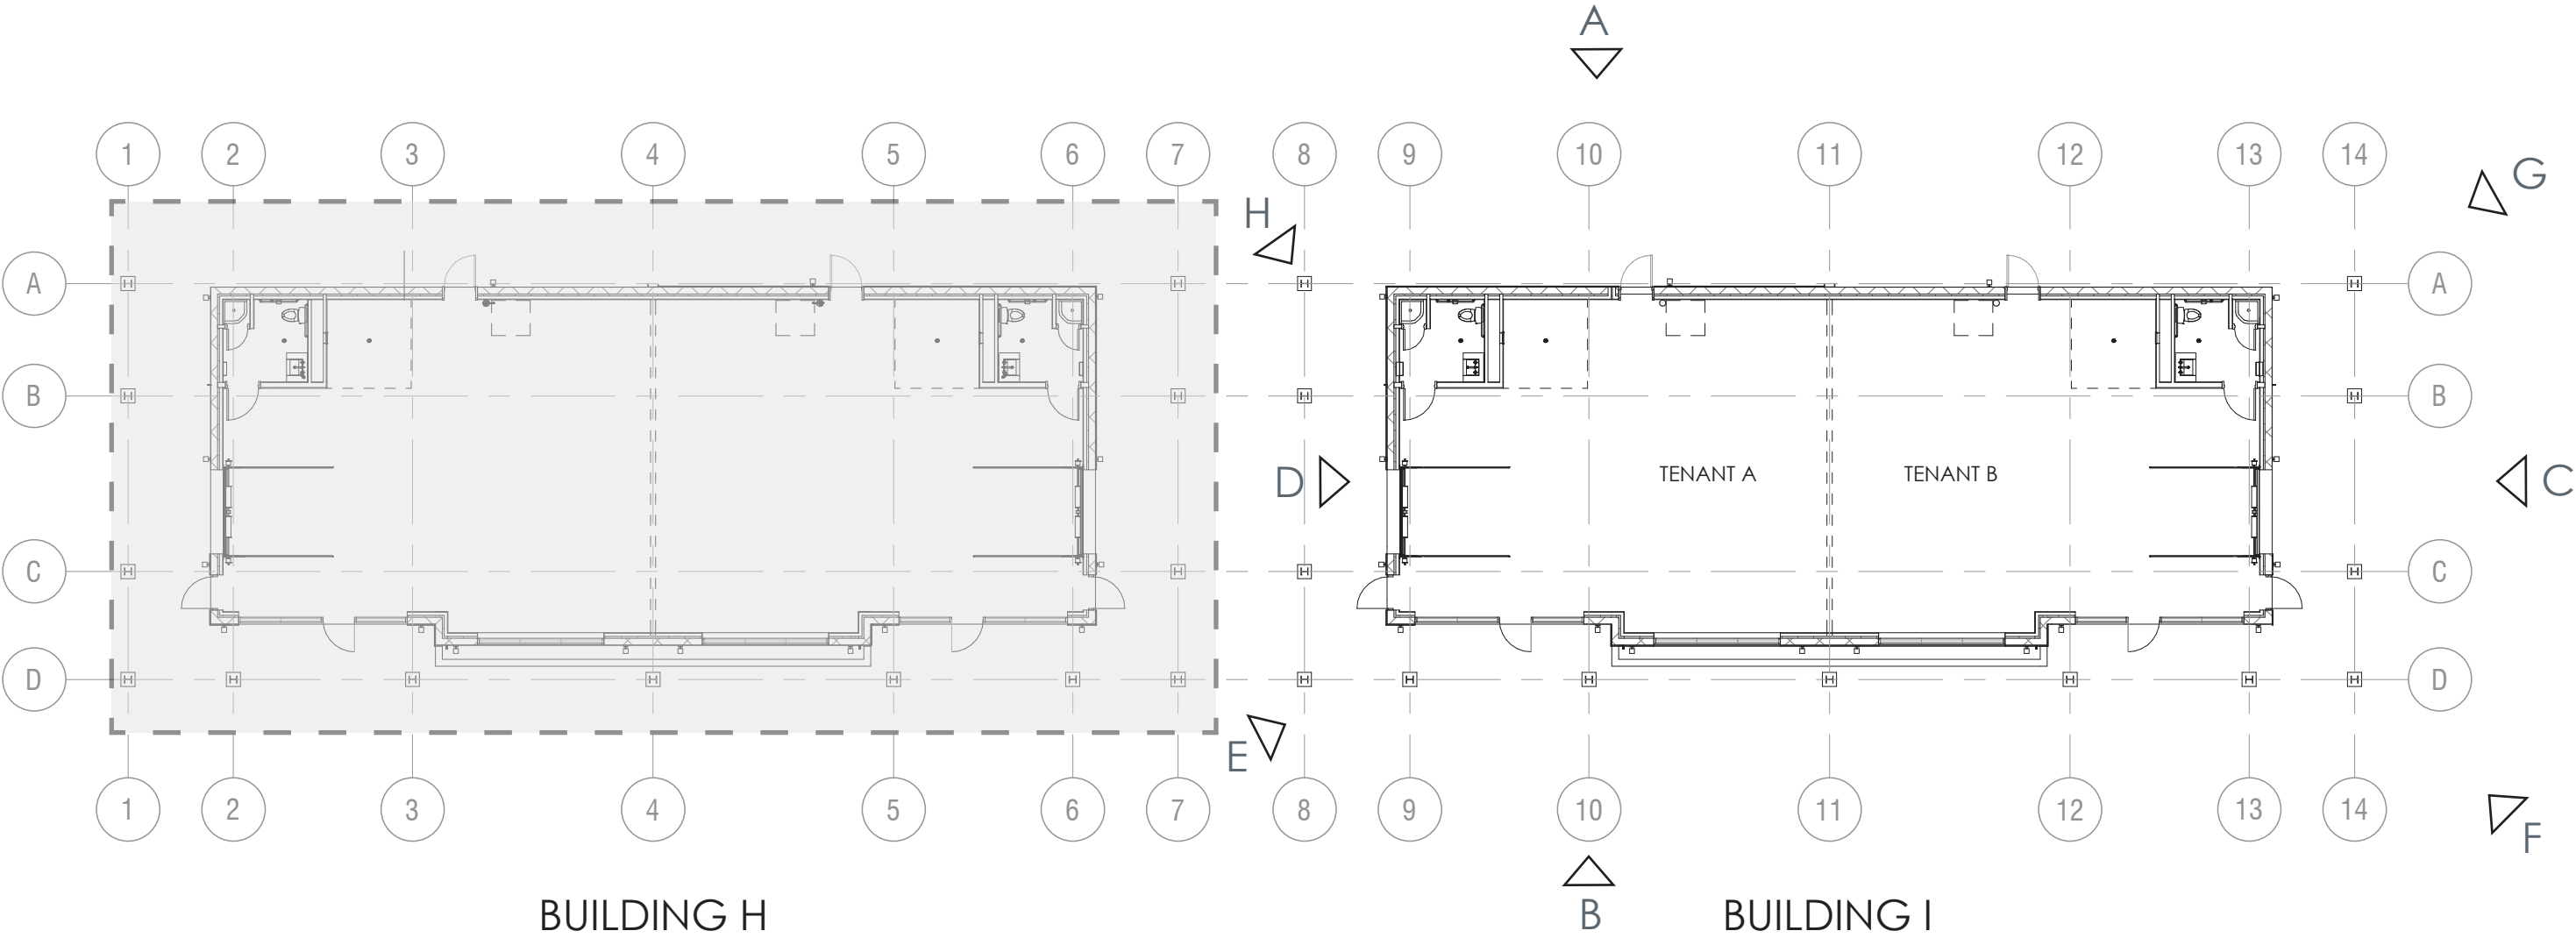 A
1 2 3 4 5 6 7 8 9 10 11 12 13 14
G
H
A A
B B
TENANT A TENANT B
D C
C C
D D
E
1 2 3 4 5 6 7 8 9 10 11 12 13 14
F
BUILDING H B BUILDING I